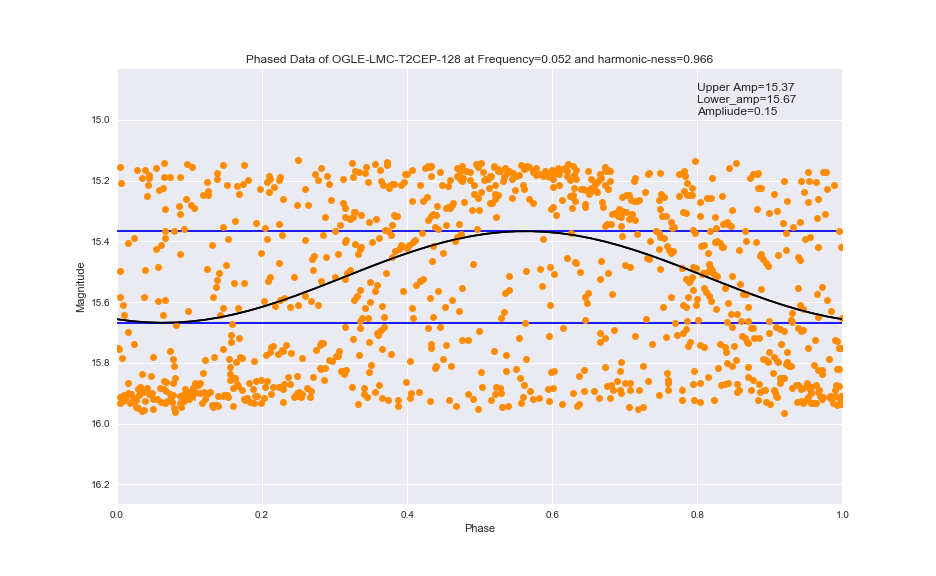 Phased Data of OGLE-LMC-T2CEP-128 at Frequency=0.052 and harmonic-ness=0.966
Upper Amp=15.37
Lower_amp=15.67
Ampliude=0.15
15.0
15.2
15.4
15.6
15.8
16.0
16.2
Magnitude
0.0 0.2 0.4 0.6 0.8 1.0
Phase